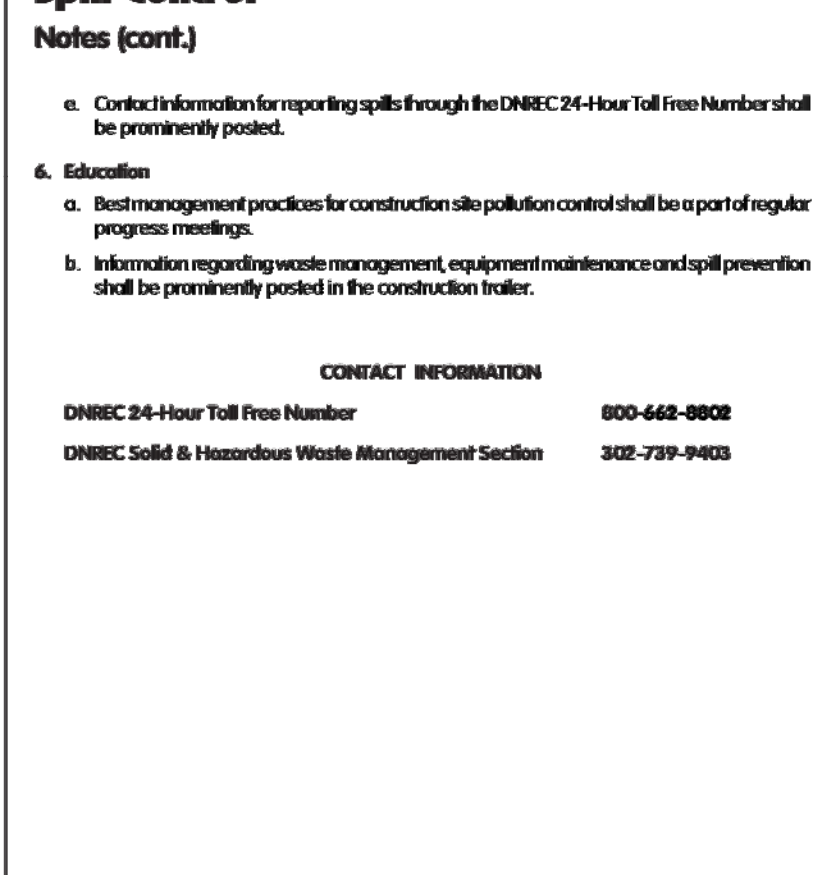 Spill Control
Notes (cont.)
e. Contact information for reporting spills through the DNREC 24-Hour Toll Free Number shall
be prominently posted.
6. Education
a. Best management practices for construction site pollution control shall be a part of regular
progress meetings.
b. Information regarding waste management, equipment maintenance and spill prevention
shall be prominently posted in the construction trailer.
CONTACT INFORMATION
DNREC 24-Hour Toll Free Number 800-662-8802
DNREC Solid & Hazardous Waste Management Section 302-739-9403